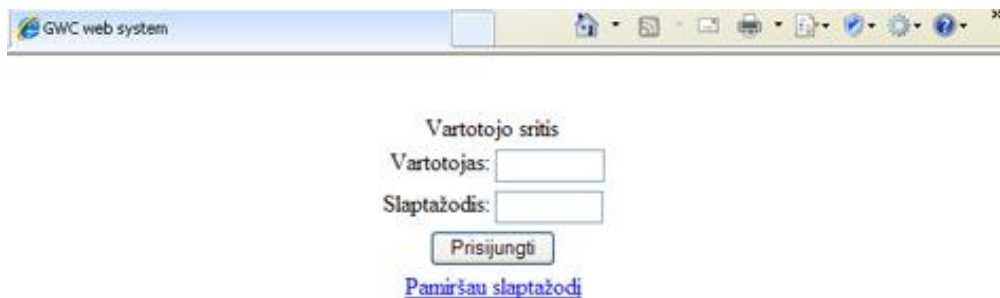 GWC web system
Vartotojo sritis
Vartotojas:
Slaptažodis:
Prisijungti
Pamiršau slaptažodį